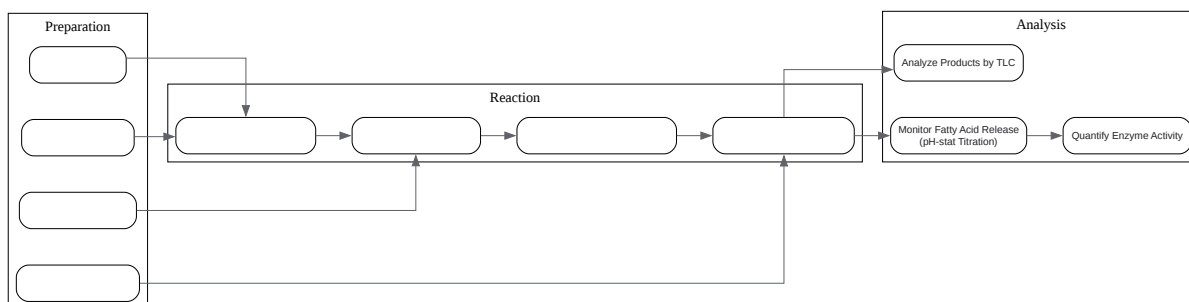 Preparation
Reaction
Analysis
Analyze Products by TLC
Monitor Fatty Acid Release
(pH-stat Titration)
Quantify Enzyme Activity